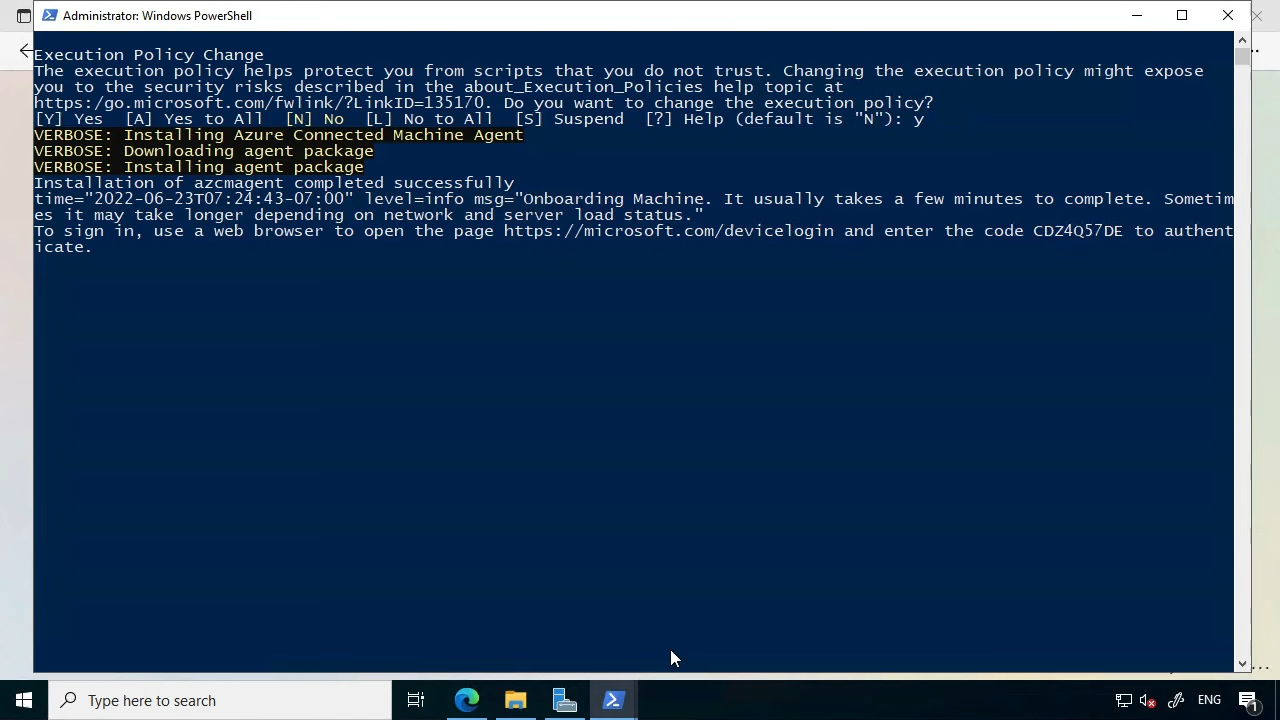 Administrator: Windows PowerShell
Execution Policy Change
The execution policy helps protect you from scripts that you do not trust. Changing the execution policy might expose
you to the security risks described in the about_Execution_Policies help topic at
https:/go.microsoft.com/fwlink/?LinkID=135170. Do you want to change the execution policy?
[Y] Yes  [A] Yes to All  [N] No  [L] No to All  [S] Suspend  [?] Help (default is "N"): y
VERBOSE: Installing Azure Connected Machine Agent
VERBOSE: Downloading agent package
VERBOSE: Installing agent package
Installation of azcmagent completed successfully
time="2022-06-23T07:24:43-07:00" level=info msg="Onboarding Machine. It usually takes a few minutes to complete. Sometim
es it may take longer depending on network and server load status."
To sign in, use a web browser to open the page https://microsoft.com/devicelogin and enter the code CDZ4Q57DE to authent
icate.
Type here to search
ENG
1